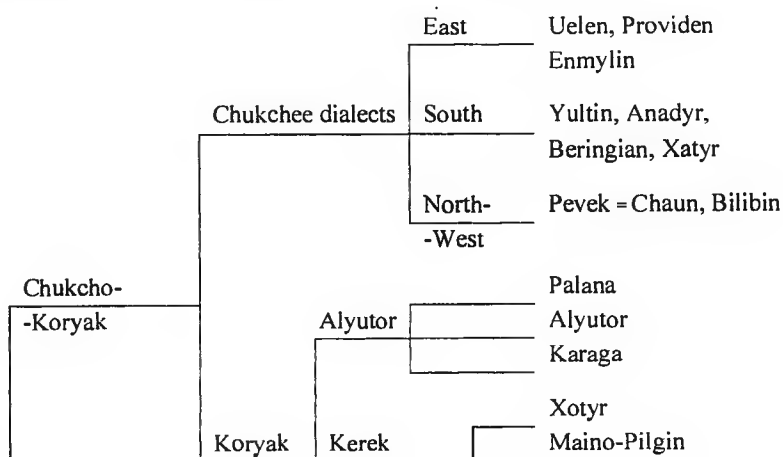 East Uelen, Providen
Enmylin
Chukchee dialects South Yultin, Anadyr,
Beringian, Xatyr
North- Pevek = Chaun, Bilibin
-West
Chukcho-
-Koryak
Palana
Alyutor Alyutor
Karaga
Xotyr
Koryak Kerek Maino-Pilgin